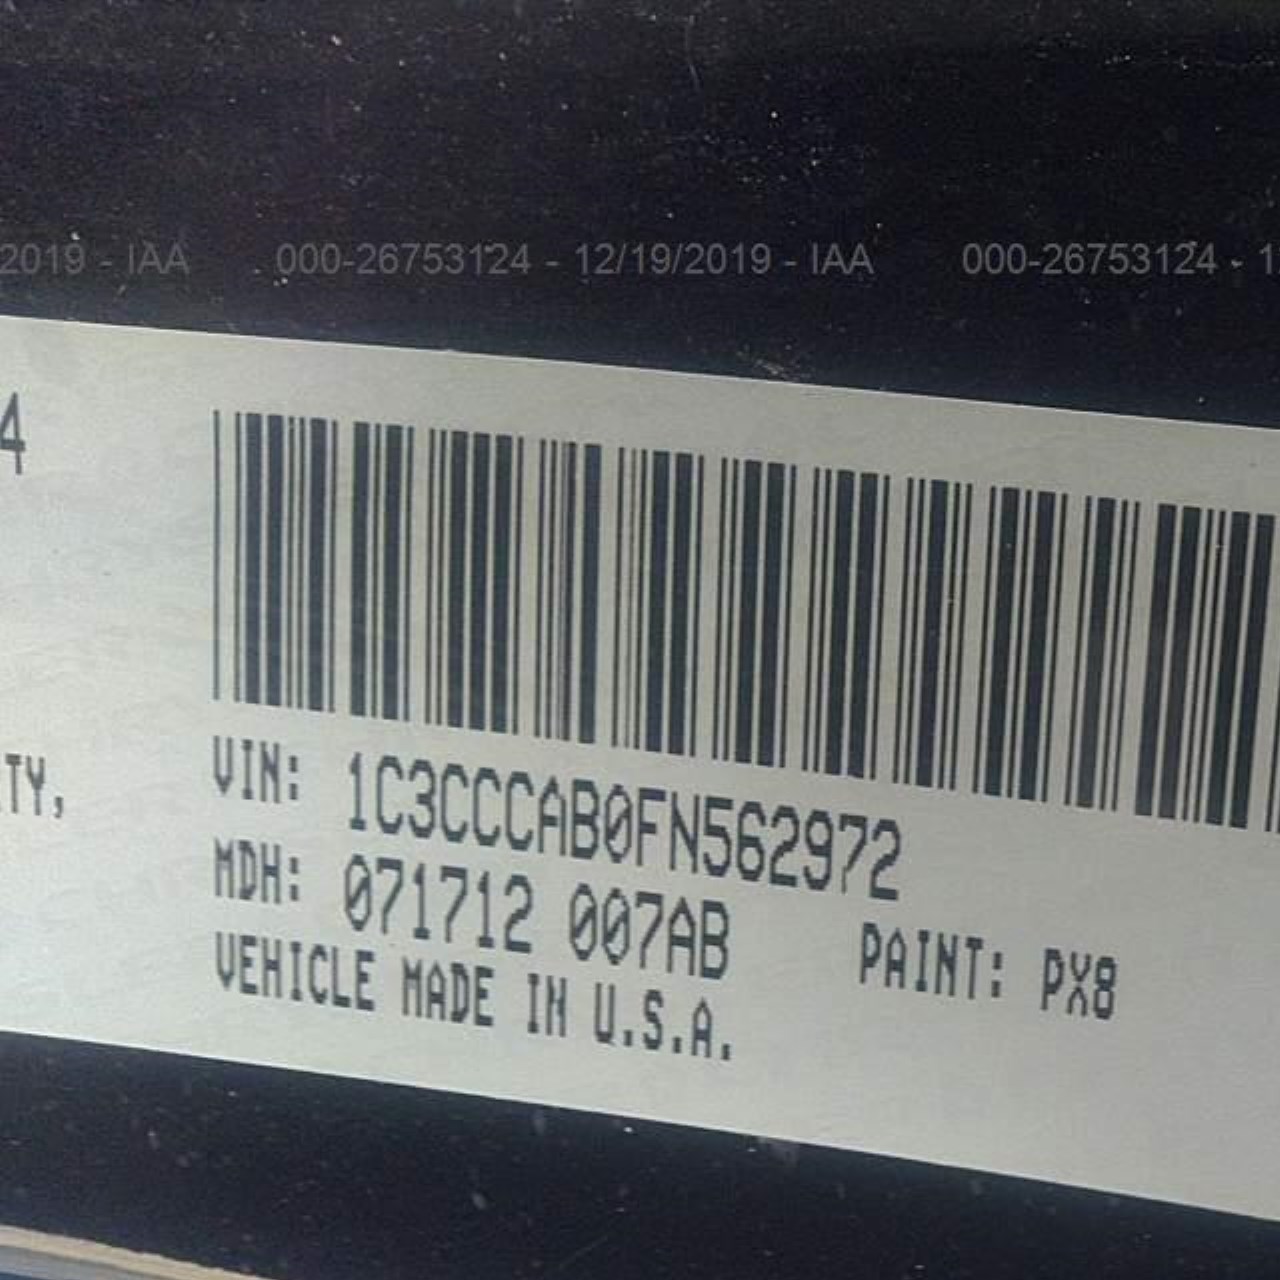 2019 - IAA 000-26753124 - 12/19/2019 - IAA 000-26753124 - 1
4
TY,
VIN: 1C3CCCAB0FN562972
MDH: 071712 007AB PAINT: PX8
VEHICLE MADE IN U.S.A.